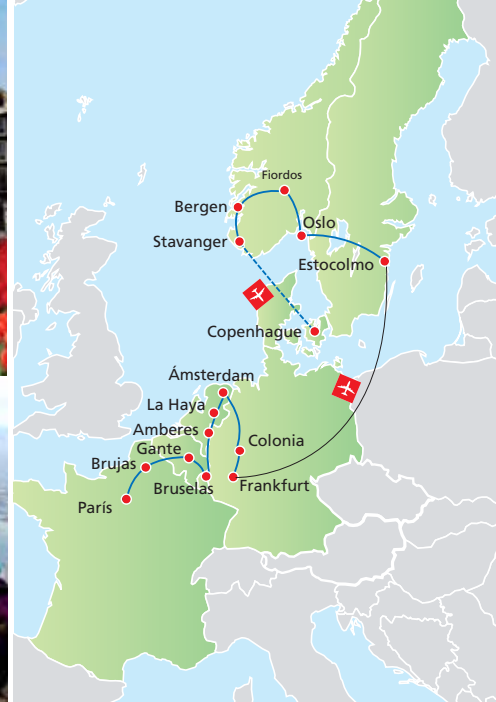 Fiordos
Bergen
Oslo
Stavanger
Estocolmo
Copenhague
Ámsterdam
La Haya
Amberes
Colonia
Gante
Brujas
Bruselas
Frankfurt
París